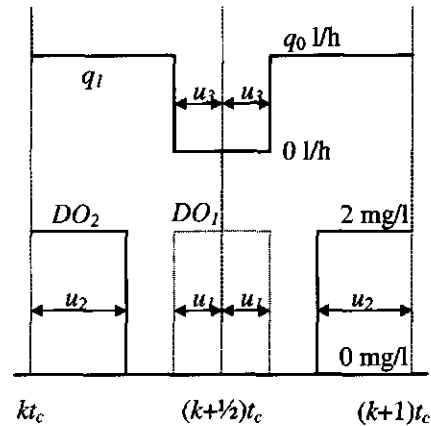 q₀ l/h
q₁
u₃ u₃
0 l/h
DO₂ DO₁ 2 mg/l
u₂ u₁ u₁ u₂
0 mg/l
ktc (k+½)tc (k+1)tc